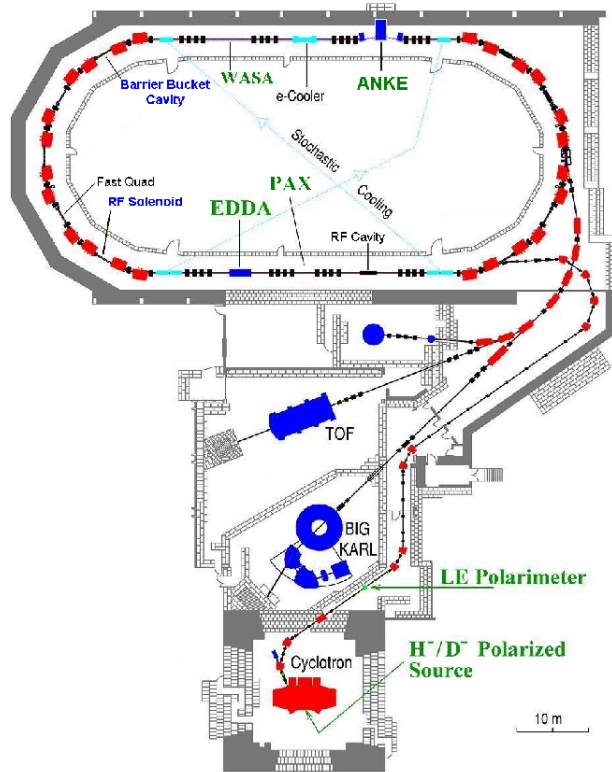 WASA
e-Cooler
ANKE
Barrier Bucket
Cavity
Stochastic
Cooling
Fast Quad
RF Solenoid
PAX
EDDA
RF Cavity
TOF
BIG
KARL
LE Polarimeter
Cyclotron
H⁻/D⁻ Polarized
Source
10 m